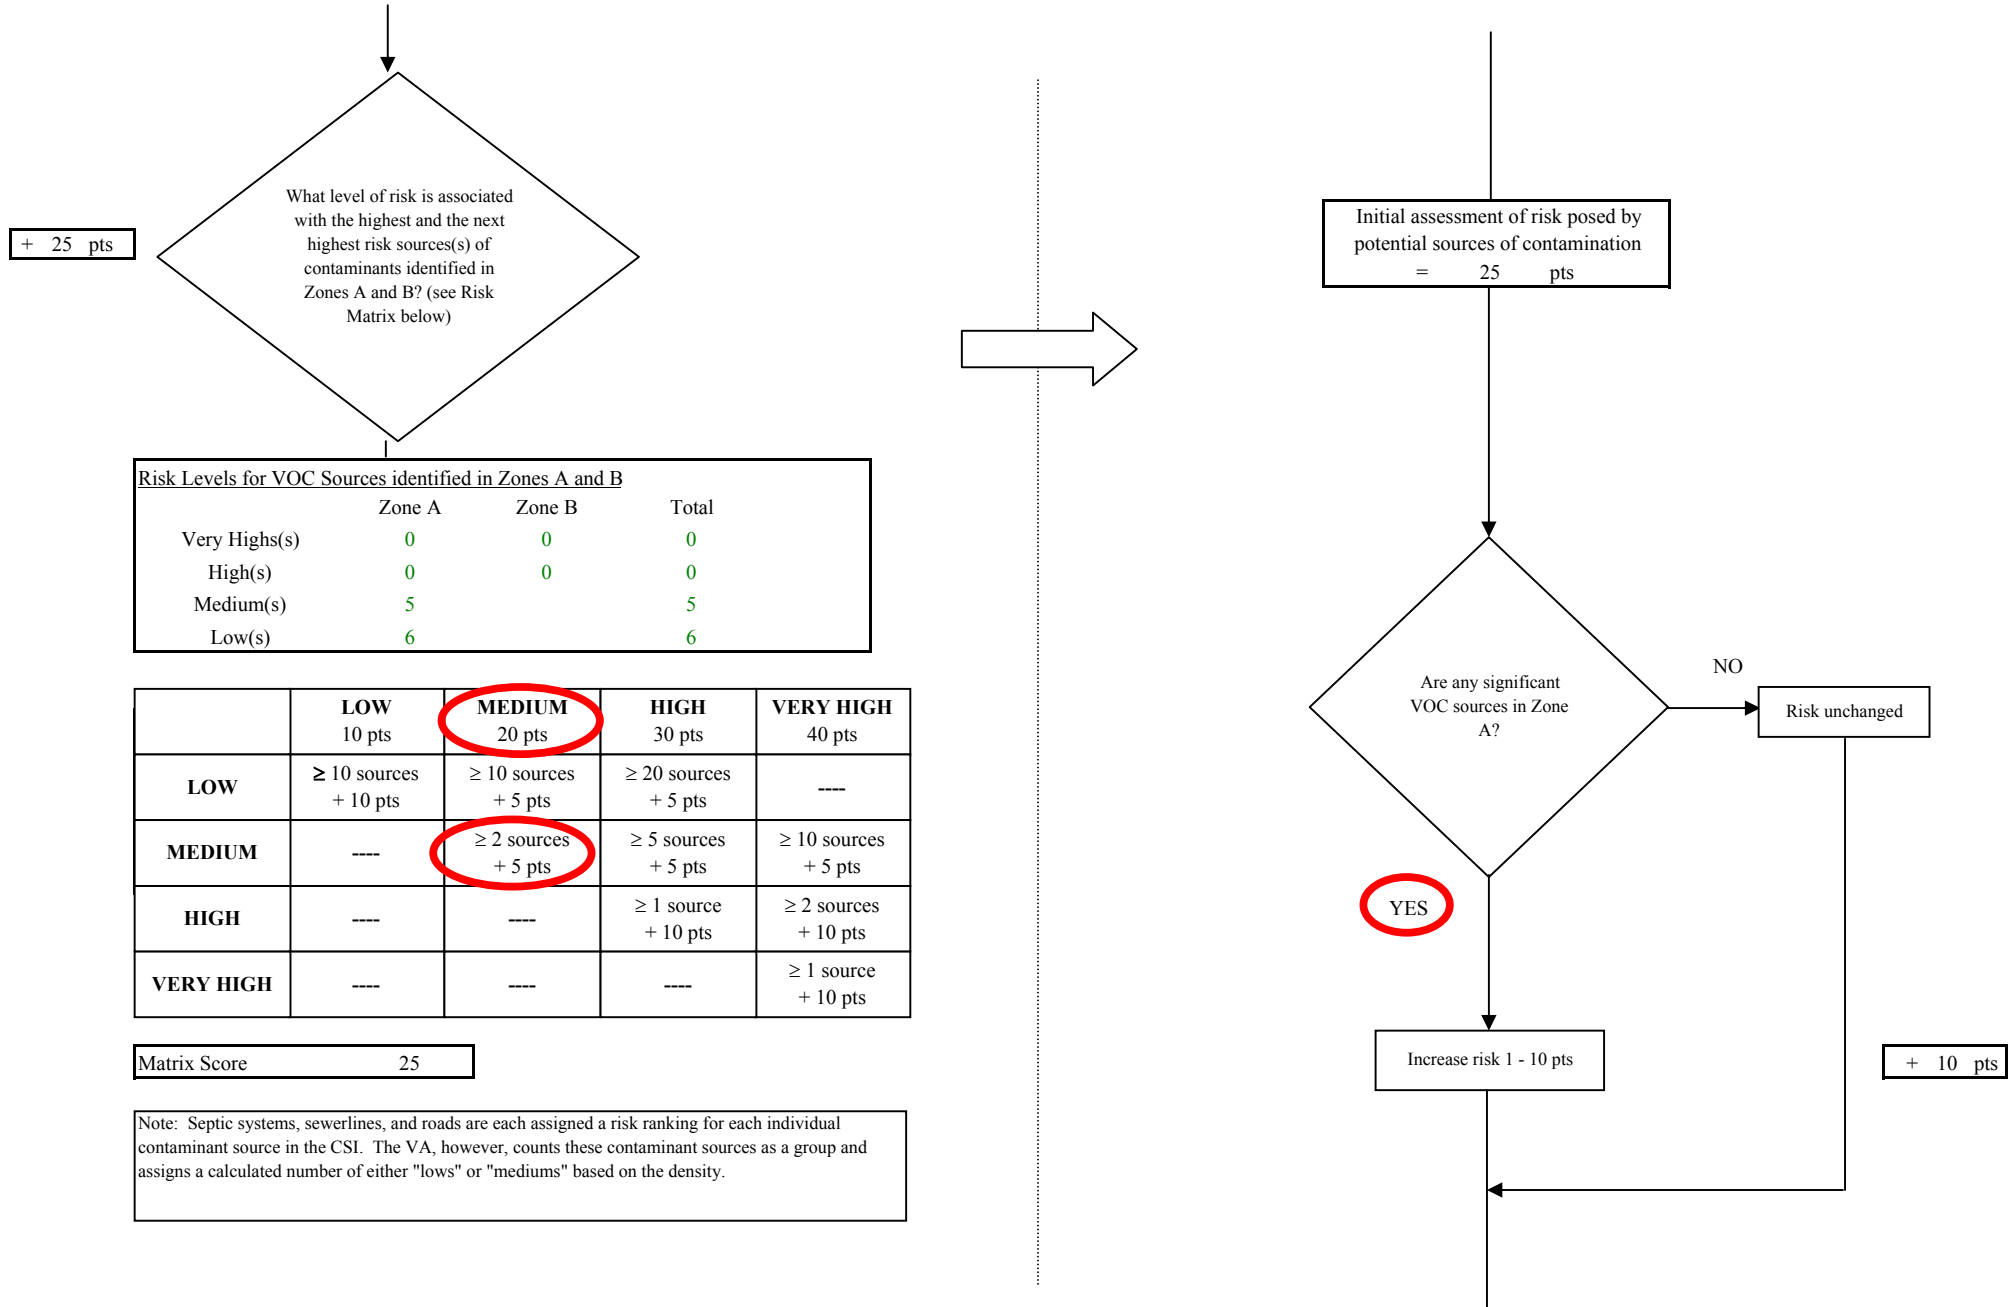 + 25 pts
What level of risk is associated
with the highest and the next
highest risk sources(s) of
contaminants identified in
Zones A and B? (see Risk
Matrix below)
Risk Levels for VOC Sources identified in Zones A and B
Zone A Zone B Total
Very Highs(s) 0 0 0
High(s) 0 0 0
Medium(s) 5 5
Low(s) 6 6
LOW MEDIUM HIGH VERY HIGH
10 pts 20 pts 30 pts 40 pts
LOW
≥ 10 sources ≥ 10 sources ≥ 20 sources ----
+ 10 pts + 5 pts + 5 pts
MEDIUM
---- ≥ 2 sources ≥ 5 sources ≥ 10 sources
+ 5 pts + 5 pts + 5 pts
HIGH
---- ---- ≥ 1 source ≥ 2 sources
+ 10 pts + 10 pts
VERY HIGH
---- ---- ---- ≥ 1 source
+ 10 pts
Matrix Score 25
Note: Septic systems, sewerlines, and roads are each assigned a risk ranking for each individual
contaminant source in the CSI. The VA, however, counts these contaminant sources as a group and
assigns a calculated number of either "lows" or "mediums" based on the density.
Initial assessment of risk posed by
potential sources of contamination
= 25 pts
Are any significant
VOC sources in Zone
A?
NO
Risk unchanged
YES
Increase risk 1 - 10 pts
+ 10 pts